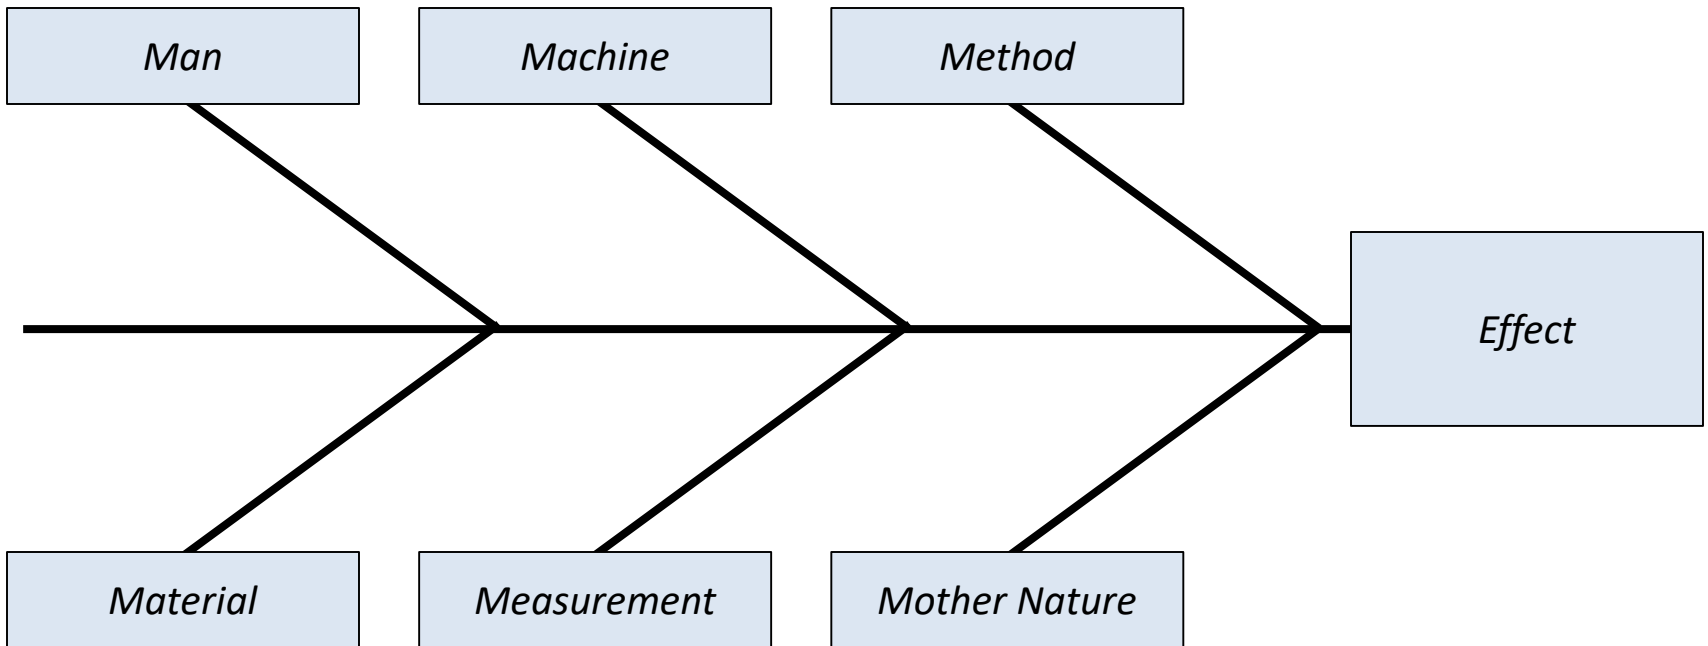 Man
Machine
Method
Effect
Material
Measurement
Mother Nature